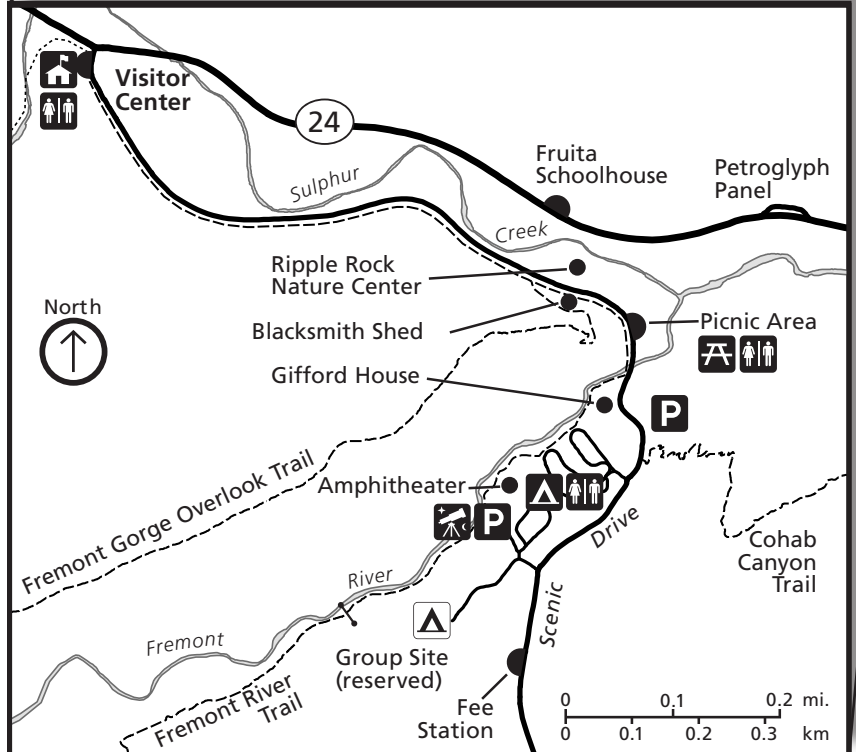 Visitor
Center
24
Fruita
Schoolhouse
Petroglyph
Panel
Sulphur
Creek
Ripple Rock
Nature Center
North
Blacksmith Shed
Picnic Area
Gifford House
P
Amphitheater
P
Fremont Gorge Overlook Trail
Drive
Cohab
Canyon
Trail
River
Scenic
Fremont
Group Site
(reserved)
Fremont River
Trail
Fee
Station
0 0.1 0.2 mi.
0 0.1 0.2 0.3 km